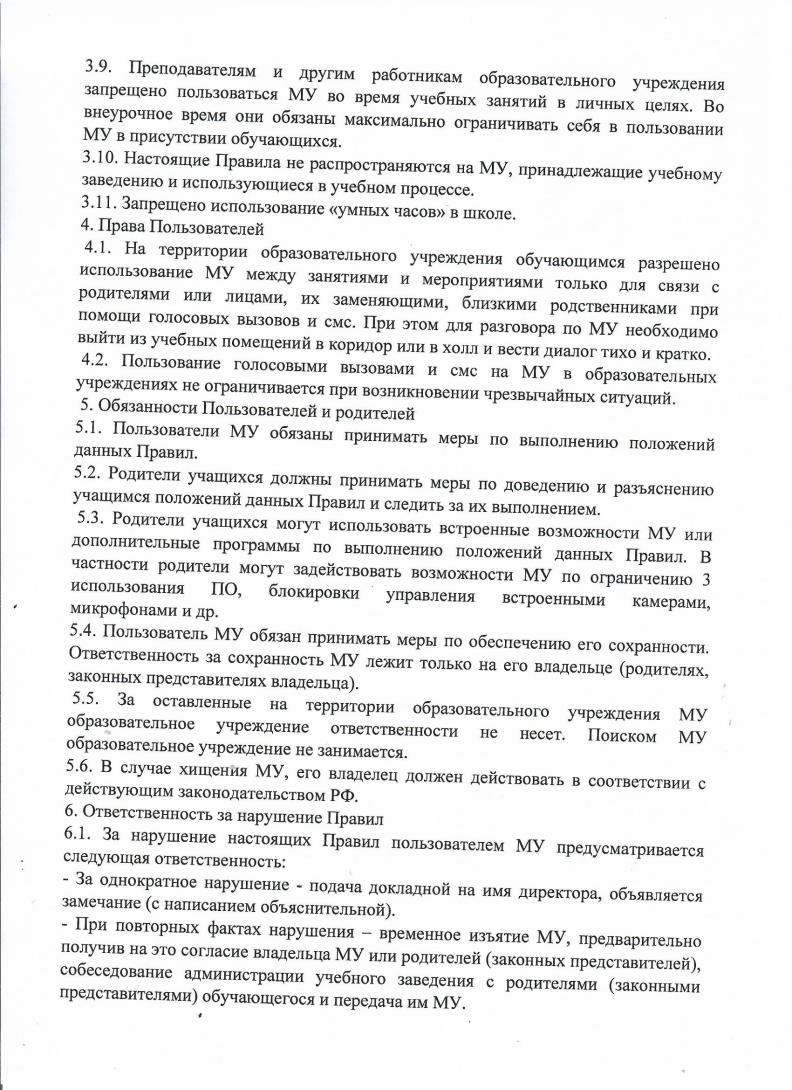 3.9. Преподавателям и другим работникам образовательного учреждения
запрещено пользоваться МУ во время учебных занятий в личных целях. Во
внеурочное время они обязаны максимально ограничивать себя в пользовании
МУ в присутствии обучающихся.
3.10. Настоящие Правила не распространяются на МУ, принадлежащие учебному
заведению и использующиеся в учебном процессе.
3.11. Запрещено использование «умных часов» в школе.
4. Права Пользователей
4.1. На территории образовательного учреждения обучающимся разрешено
использование МУ между занятиями и мероприятиями только для связи с
родителями или лицами, их заменяющими, близкими родственниками при
помощи голосовых вызовов и смс. При этом для разговора по МУ необходимо
выйти из учебных помещений в коридор или в холл и вести диалог тихо и кратко.
4.2. Пользование голосовыми вызовами и смс на МУ в образовательных
учреждениях не ограничивается при возникновении чрезвычайных ситуаций.
5. Обязанности Пользователей и родителей
5.1. Пользователи МУ обязаны принимать меры по выполнению положений
данных Правил.
5.2. Родители учащихся должны принимать меры по доведению и разъяснению
учащимся положений данных Правил и следить за их выполнением.
5.3. Родители учащихся могут использовать встроенные возможности МУ или
дополнительные программы по выполнению положений данных Правил. В
частности родители могут задействовать возможности МУ по ограничению 3
использования ПО, блокировки управления встроенными камерами,
микрофонами и др.
5.4. Пользователь МУ обязан принимать меры по обеспечению его сохранности.
Ответственность за сохранность МУ лежит только на его владельце (родителях,
законных представителях владельца).
5.5. За оставленные на территории образовательного учреждения МУ
образовательное учреждение ответственности не несет. Поиском МУ
образовательное учреждение не занимается.
5.6. В случае хищения МУ, его владелец должен действовать в соответствии с
действующим законодательством РФ.
6. Ответственность за нарушение Правил
6.1. За нарушение настоящих Правил пользователем МУ предусматривается
следующая ответственность:
- За однократное нарушение - подача докладной на имя директора, объявляется
замечание (с написанием объяснительной).
- При повторных фактах нарушения – временное изъятие МУ, предварительно
получив на это согласие владельца МУ или родителей (законных представителей),
собеседование администрации учебного заведения с родителями (законными
представителями) обучающегося и передача им МУ.